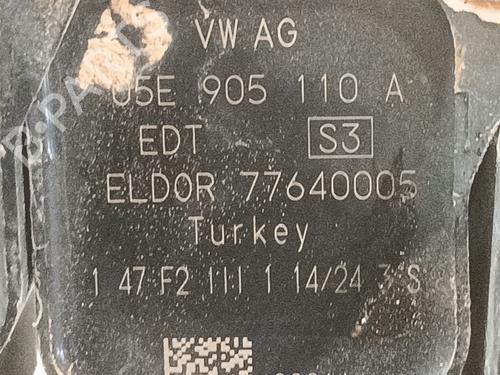 VW AG
05E 905 110 A
EDT S3
ELDOR 77640005
Turkey
1 47 F2 111 1 14/24 3 S